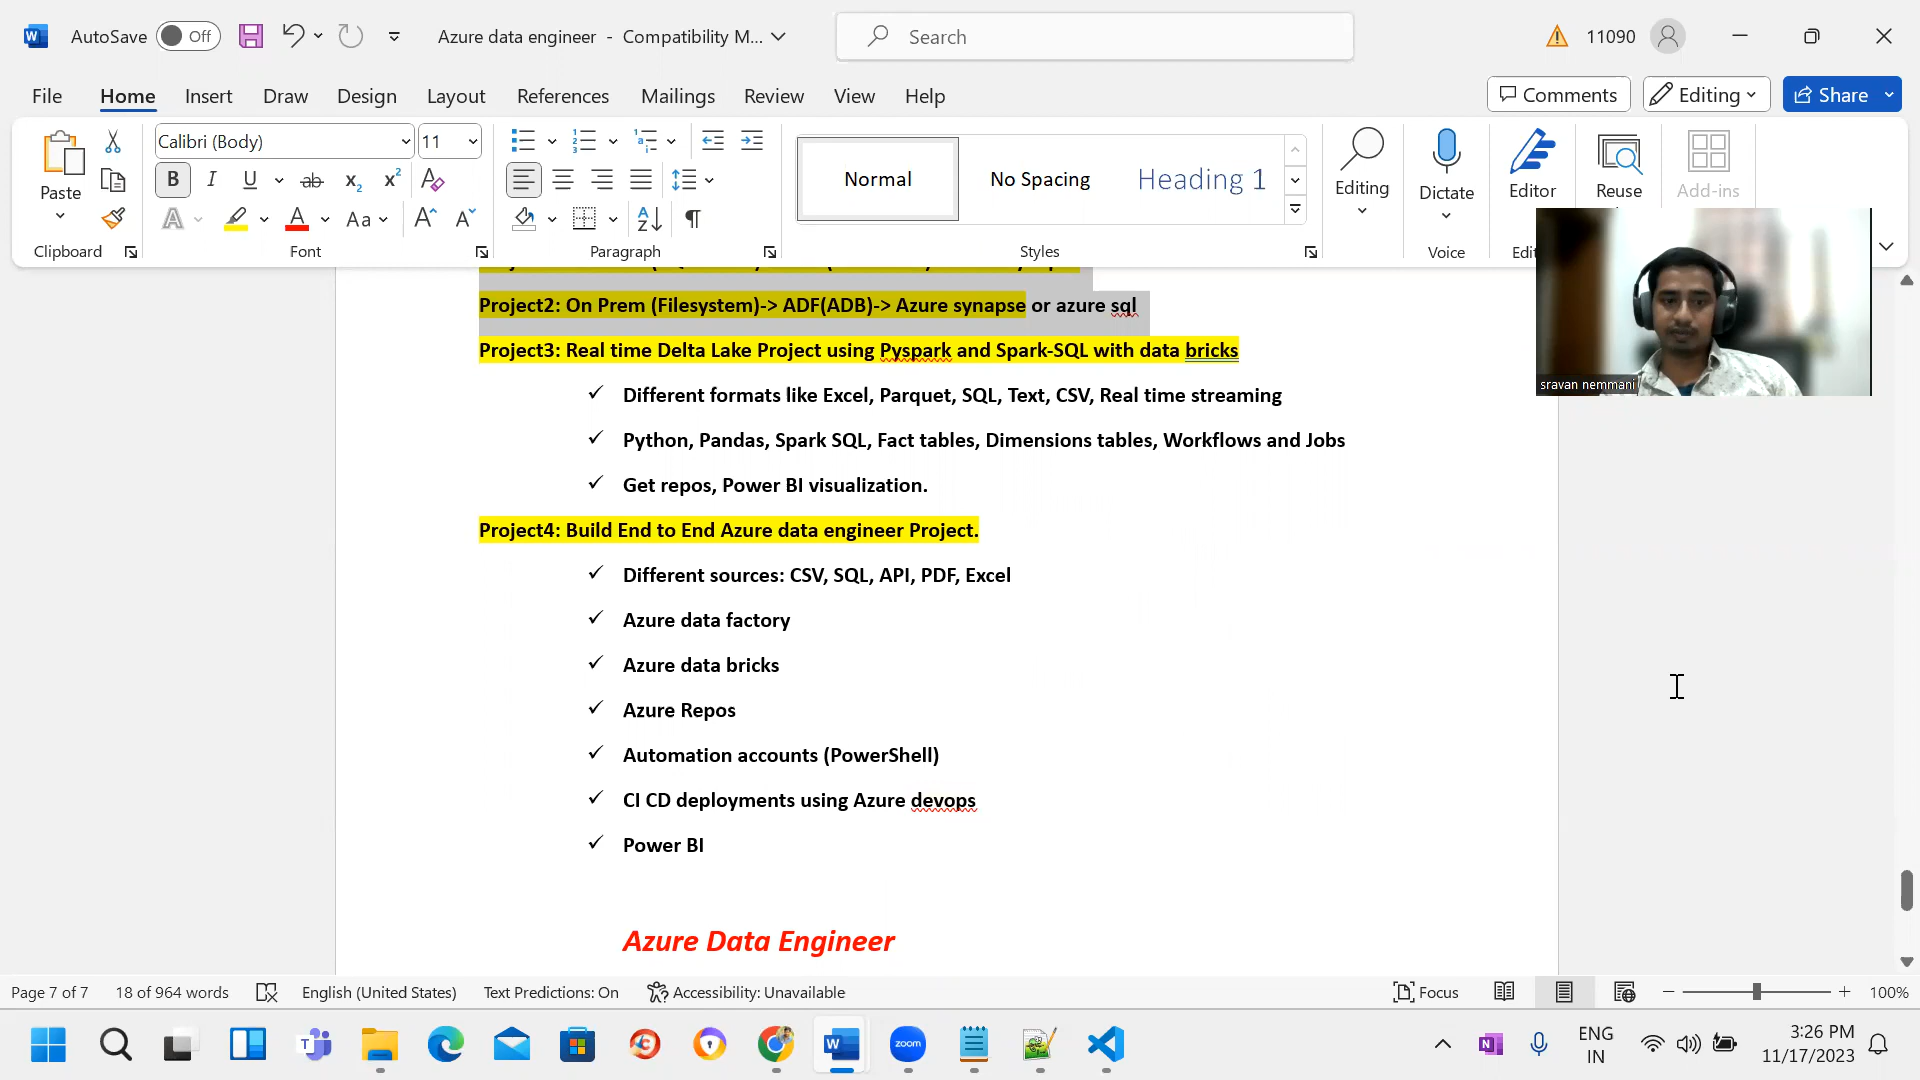 AutoSave Off Azure data engineer - Compatibility M... Search 11090
File Home Insert Draw Design Layout References Mailings Review View Help Comments Editing Share
Calibri (Body) 11
Paste
Normal No Spacing Heading 1
Editing Dictate Editor Reuse Add-ins
Clipboard Font Paragraph Styles Voice
Project2: On Prem (Filesystem)-> ADF(ADB)-> Azure synapse or azure sql
Project3: Real time Delta Lake Project using Pyspark and Spark-SQL with data bricks
sravan nemmani
✓ Different formats like Excel, Parquet, SQL, Text, CSV, Real time streaming
✓ Python, Pandas, Spark SQL, Fact tables, Dimensions tables, Workflows and Jobs
✓ Get repos, Power BI visualization.
Project4: Build End to End Azure data engineer Project.
✓ Different sources: CSV, SQL, API, PDF, Excel
✓ Azure data factory
✓ Azure data bricks
✓ Azure Repos
✓ Automation accounts (PowerShell)
✓ CI CD deployments using Azure devops
✓ Power BI
Azure Data Engineer
Page 7 of 7 18 of 964 words English (United States) Text Predictions: On Accessibility: Unavailable Focus 100%
zoom
ENG
IN
3:26 PM
11/17/2023